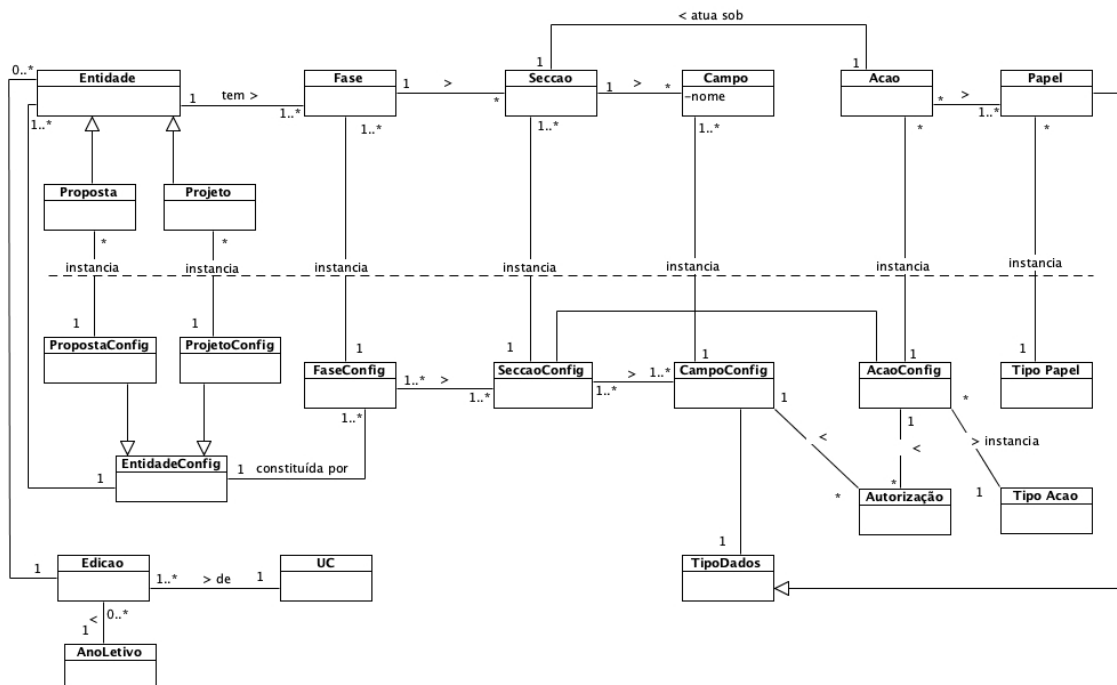 < atua sob
0..* Entidade Fase Seccao Campo Acao Papel
1 1
1 tem > 1..* 1 > * 1 > * -nome * > 1..*
1..* 1..* 1..* 1..* * *
Proposta Projeto
* *
instancia instancia instancia instancia instancia instancia instancia
1 1 1 1 1 1 1
PropostaConfig ProjetoConfig FaseConfig SeccaoConfig CampoConfig AcaoConfig Tipo Papel
1..* > 1..* 1..* > 1..* 1 1 *
1..* < < > instancia
EntidadeConfig
1 1 constituída por * * 1
Autorização Tipo Acao
1 Edicao 1..* > de 1 UC 1 TipoDados
< 0..*
1
AnoLetivo